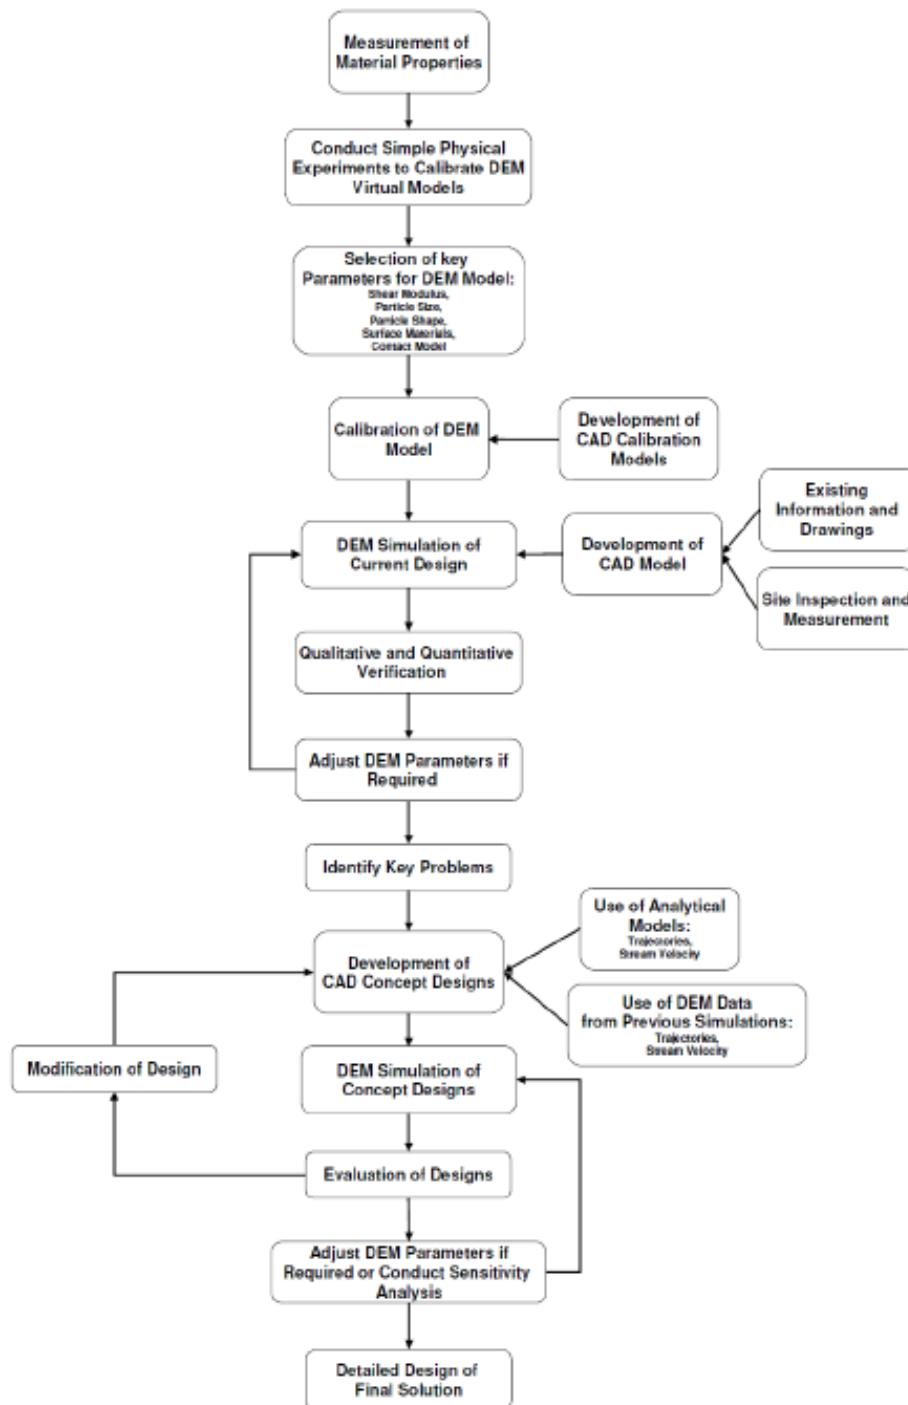 Measurement of
Material Properties
Conduct Simple Physical
Experiments to Calibrate DEM
Virtual Models
Selection of key
Parameters for DEM Model:
Shear Modulus,
Particle Size,
Particle Shape,
Surface Materials,
Contact Model
Calibration of DEM
Model
Development of
CAD Calibration
Models
Existing
Information and
Drawings
DEM Simulation of
Current Design
Development of
CAD Model
Site Inspection and
Measurement
Qualitative and Quantitative
Verification
Adjust DEM Parameters if
Required
Identify Key Problems
Use of Analytical
Models:
Trajectories,
Stream Velocity
Development of
CAD Concept Designs
Use of DEM Data
from Previous Simulations:
Trajectories,
Stream Velocity
Modification of Design
DEM Simulation of
Concept Designs
Evaluation of Designs
Adjust DEM Parameters if
Required or Conduct Sensitivity
Analysis
Detailed Design of
Final Solution